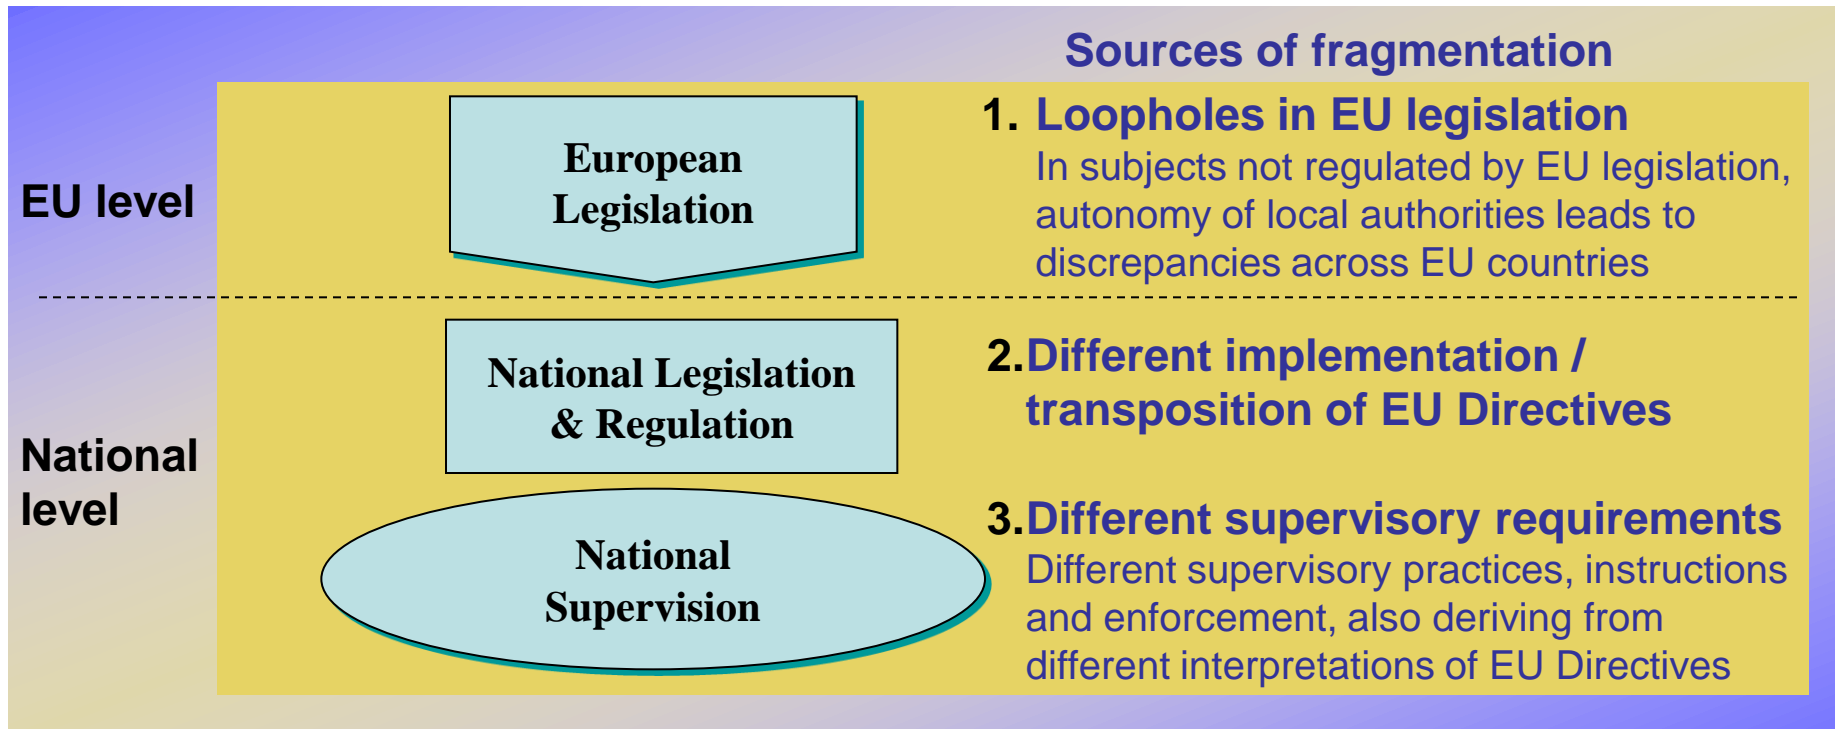 Sources of fragmentation
EU level
European
Legislation
1. Loopholes in EU legislation
In subjects not regulated by EU legislation,
autonomy of local authorities leads to
discrepancies across EU countries
National
level
National Legislation
& Regulation
2.Different implementation /
transposition of EU Directives
National
Supervision
3.Different supervisory requirements
Different supervisory practices, instructions
and enforcement, also deriving from
different interpretations of EU Directives